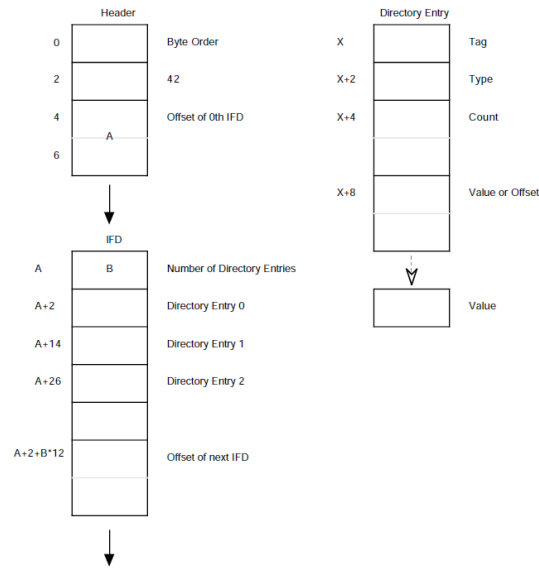 Header
0 Byte Order
2 42
4 Offset of 0th IFD
A
6
IFD
A B Number of Directory Entries
A+2 Directory Entry 0
A+14 Directory Entry 1
A+26 Directory Entry 2
A+2+B*12 Offset of next IFD
Directory Entry
X Tag
X+2 Type
X+4 Count
X+8 Value or Offset
Value